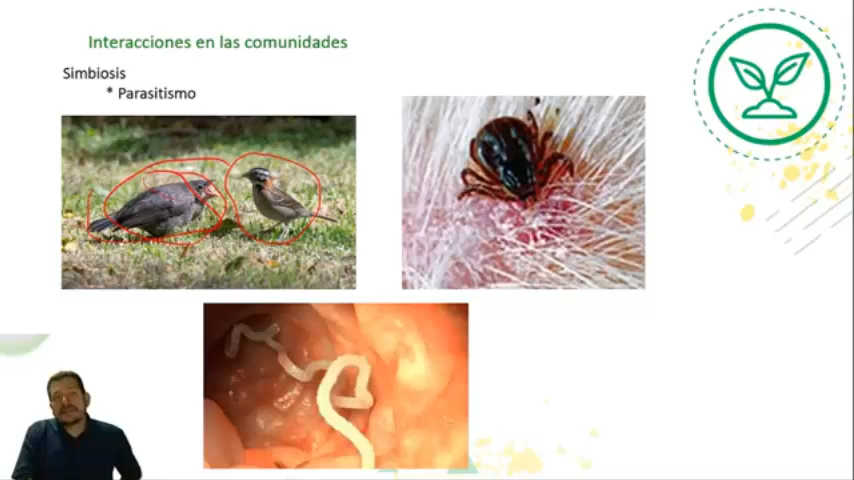 Interacciones en las comunidades
Simbiosis
* Parasitismo